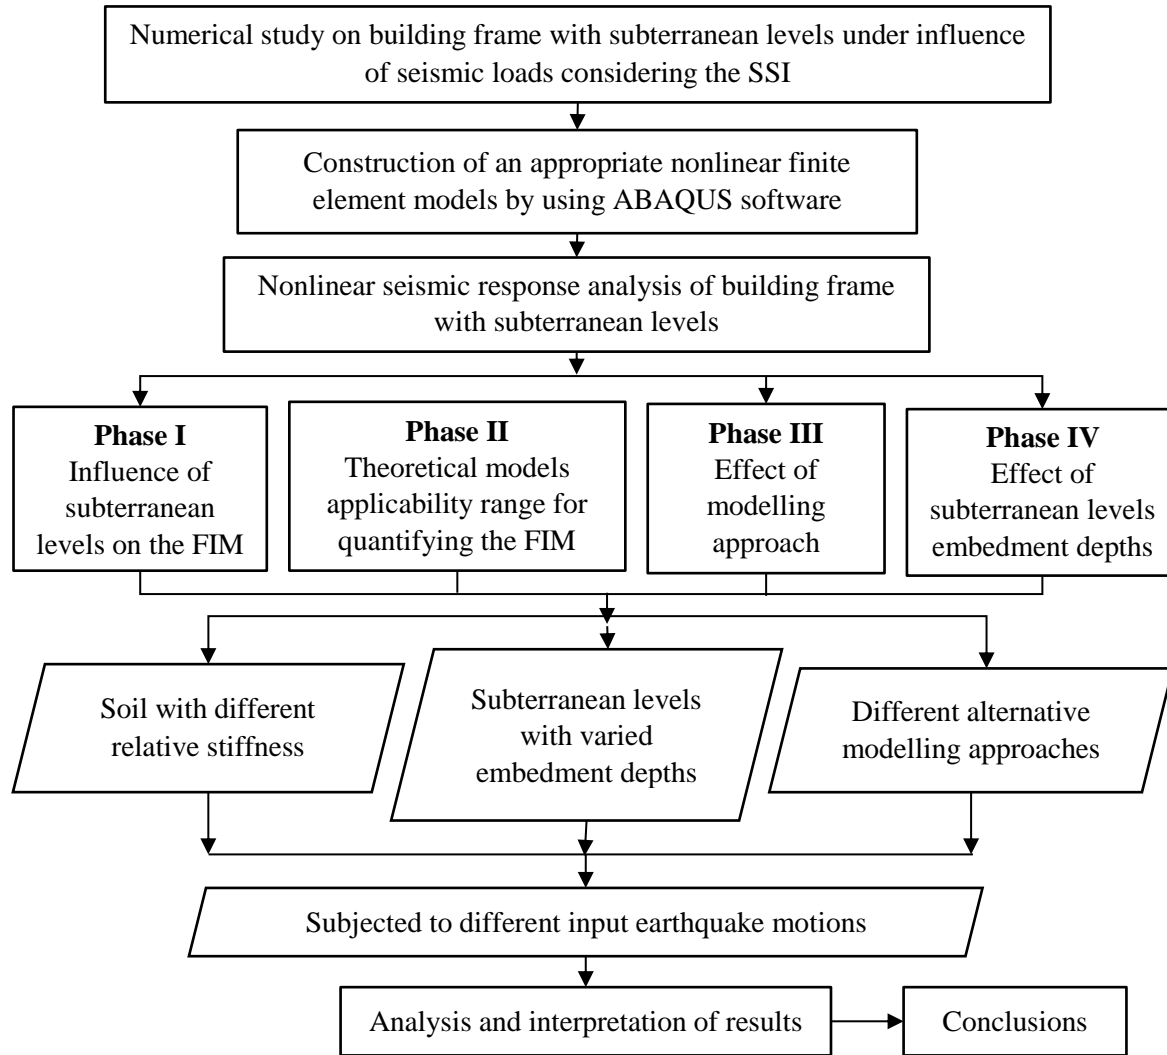 Numerical study on building frame with subterranean levels under influence
of seismic loads considering the SSI
Construction of an appropriate nonlinear finite
element models by using ABAQUS software
Nonlinear seismic response analysis of building frame
with subterranean levels
Phase I
Influence of
subterranean
levels on the FIM
Phase II
Theoretical models
applicability range for
quantifying the FIM
Phase III
Effect of
modelling
approach
Phase IV
Effect of
subterranean levels
embedment depths
Soil with different
relative stiffness
Subterranean levels
with varied
embedment depths
Different alternative
modelling approaches
Subjected to different input earthquake motions
Analysis and interpretation of results
Conclusions